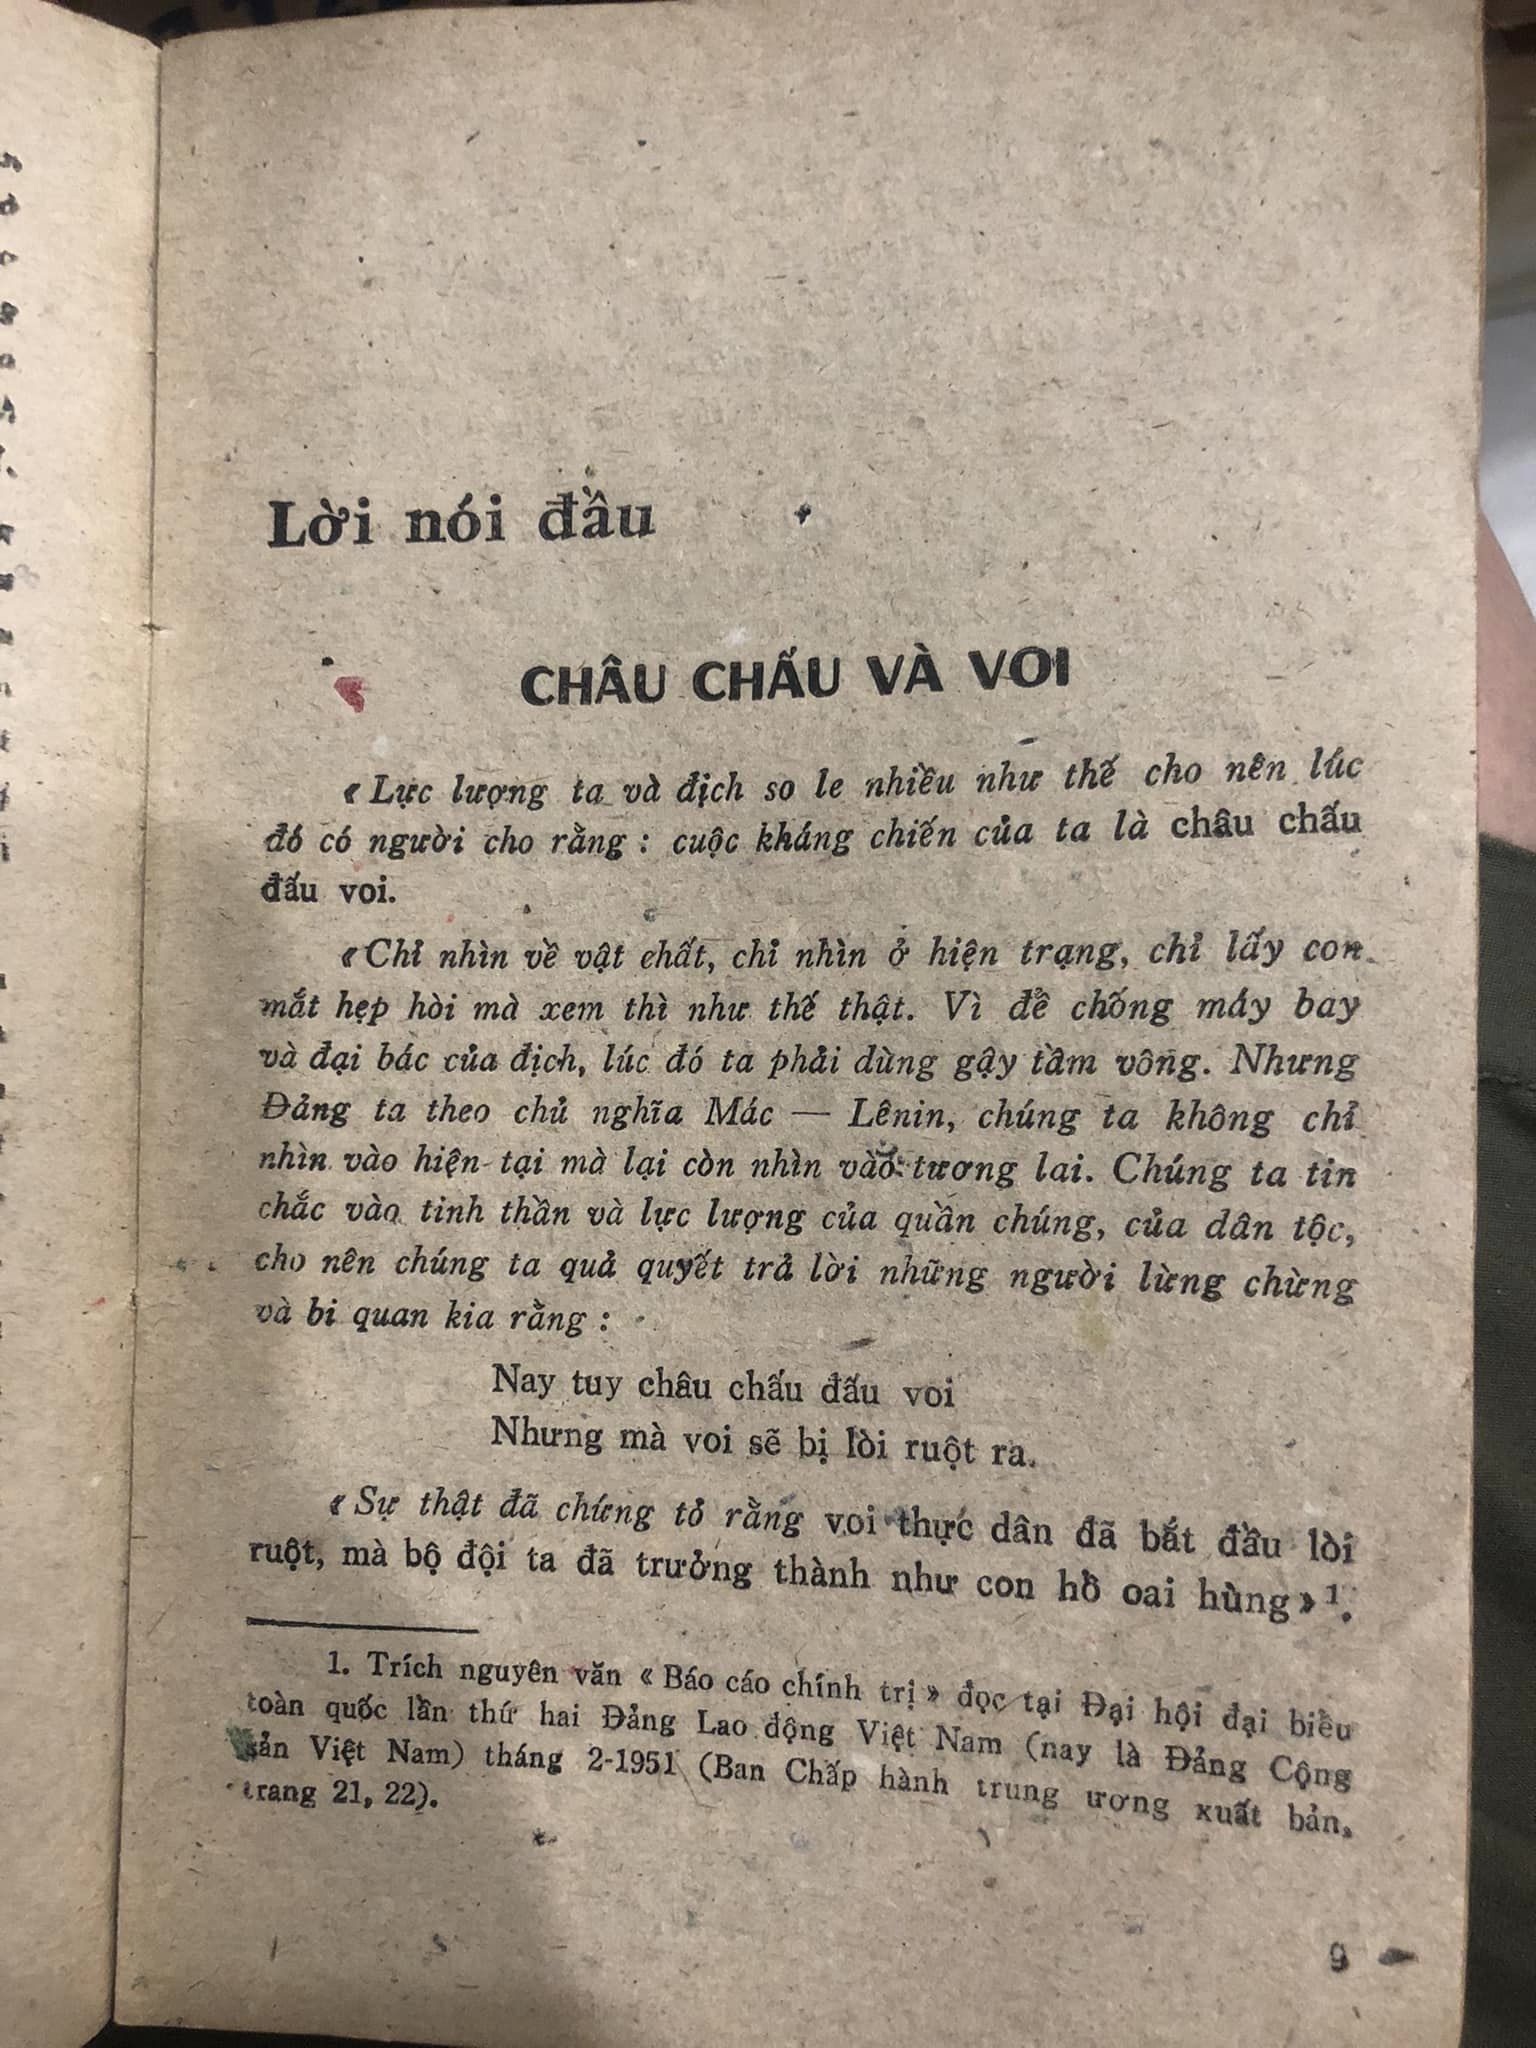 Lời nói đầu
CHÂU CHẤU VÀ VOI
« Lực lượng ta và địch so le nhiều như thế cho nên lúc
đó có người cho rằng : cuộc kháng chiến của ta là châu chấu
đấu voi.
« Chỉ nhìn về vật chất, chỉ nhìn ở hiện trạng, chỉ lấy con
mắt hẹp hòi mà xem thì như thế thật. Vì để chống máy bay
và đại bác của địch, lúc đó ta phải dùng gậy tầm vông. Nhưng
Đảng ta theo chủ nghĩa Mác — Lênin, chúng ta không chỉ
nhìn vào hiện tại mà lại còn nhìn vào tương lai. Chúng ta tin
chắc vào tinh thần và lực lượng của quần chúng, của dân tộc,
cho nên chúng ta quả quyết trả lời những người lừng chừng
và bi quan kia rằng :
Nay tuy châu chấu đấu voi
Nhưng mà voi sẽ bị lòi ruột ra.
« Sự thật đã chứng tỏ rằng voi thực dân đã bắt đầu lòi
ruột, mà bộ đội ta đã trưởng thành như con hổ oai hùng » 1.
1. Trích nguyên văn « Báo cáo chính trị » đọc tại Đại hội đại biểu
toàn quốc lần thứ hai Đảng Lao động Việt Nam (nay là Đảng Cộng
sản Việt Nam) tháng 2-1951 (Ban Chấp hành trung ương xuất bản,
trang 21, 22).
9